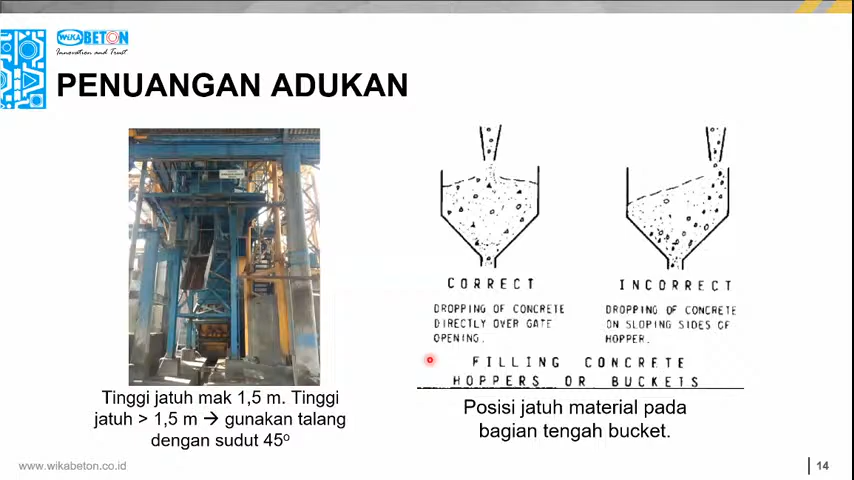 WIKA BETON
Innovation and Trust
PENUANGAN ADUKAN
CORRECT
DROPPING OF CONCRETE
DIRECTLY OVER GATE
OPENING.
INCORRECT
DROPPING OF CONCRETE
ON SLOPING SIDES OF
HOPPER.
FILLING CONCRETE
HOPPERS OR BUCKETS
Tinggi jatuh mak 1,5 m. Tinggi
jatuh > 1,5 m → gunakan talang
dengan sudut 45º
Posisi jatuh material pada
bagian tengah bucket.
www.wikabeton.co.id
14